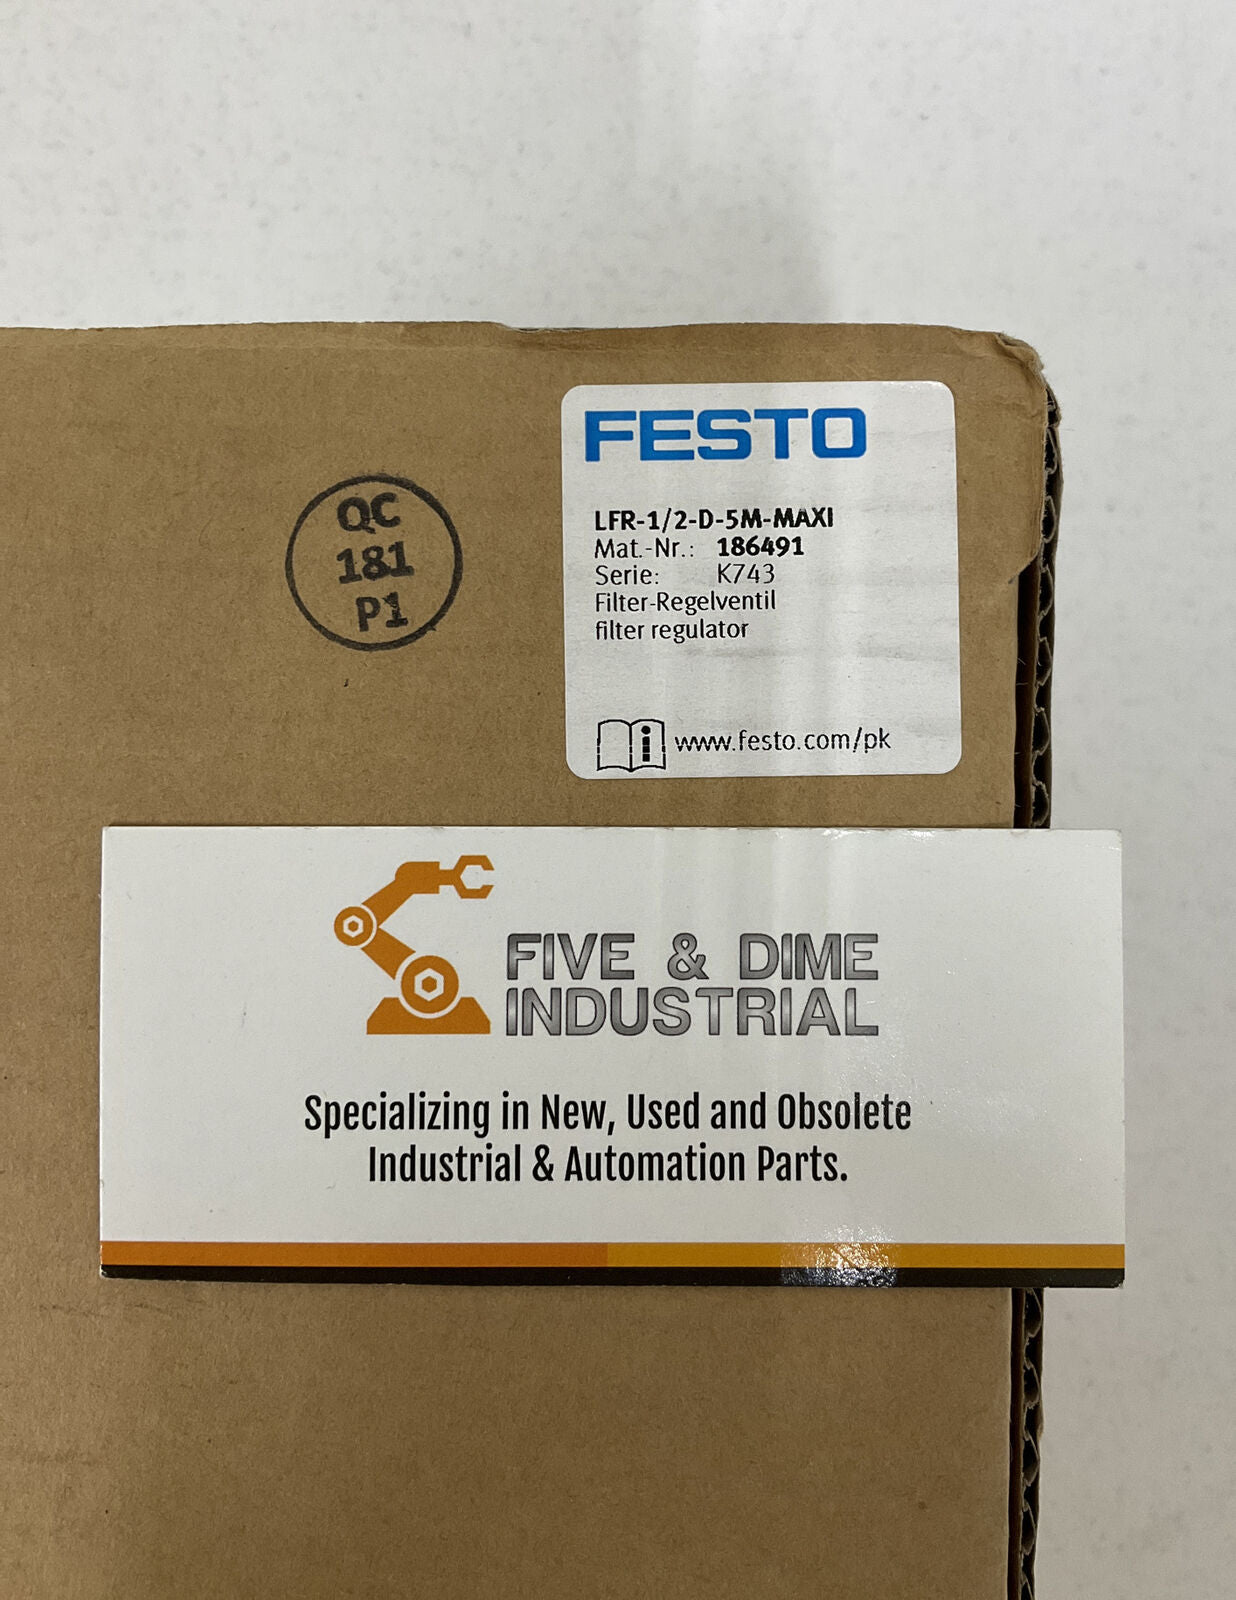 FESTO
LFR-1/2-D-5M-MAXI
Mat.-Nr.: 186491
Serie: K743
Filter-Regelventil
filter regulator
www.festo.com/pk
QC
181
P1
FIVE & DIME
INDUSTRIAL
Specializing in New, Used and Obsolete
Industrial & Automation Parts.